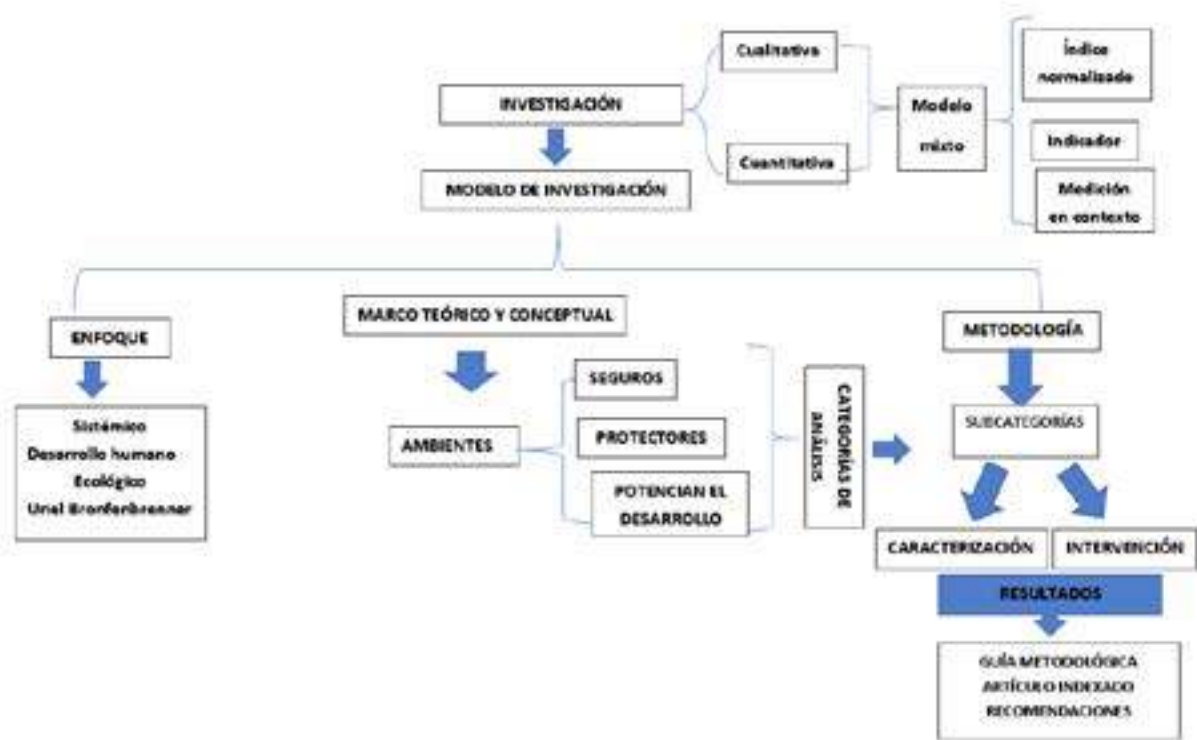 INVESTIGACIÓN
Cualitativa
Cuantitativa
Modelo
mixto
Índice
normalizado
Indicador
Medición
en contexto
MODELO DE INVESTIGACIÓN
ENFOQUE
Sistémico
Desarrollo humano
Ecológico
Uriel Bronfenbrenner
MARCO TEÓRICO Y CONCEPTUAL
AMBIENTES
SEGUROS
PROTECTORES
POTENCIAN EL
DESARROLLO
CATEGORÍAS DE
ANÁLISIS
METODOLOGÍA
SUBCATEGORÍAS
CARACTERIZACIÓN
INTERVENCIÓN
RESULTADOS
GUÍA METODOLÓGICA
ARTÍCULO INDEXADO
RECOMENDACIONES